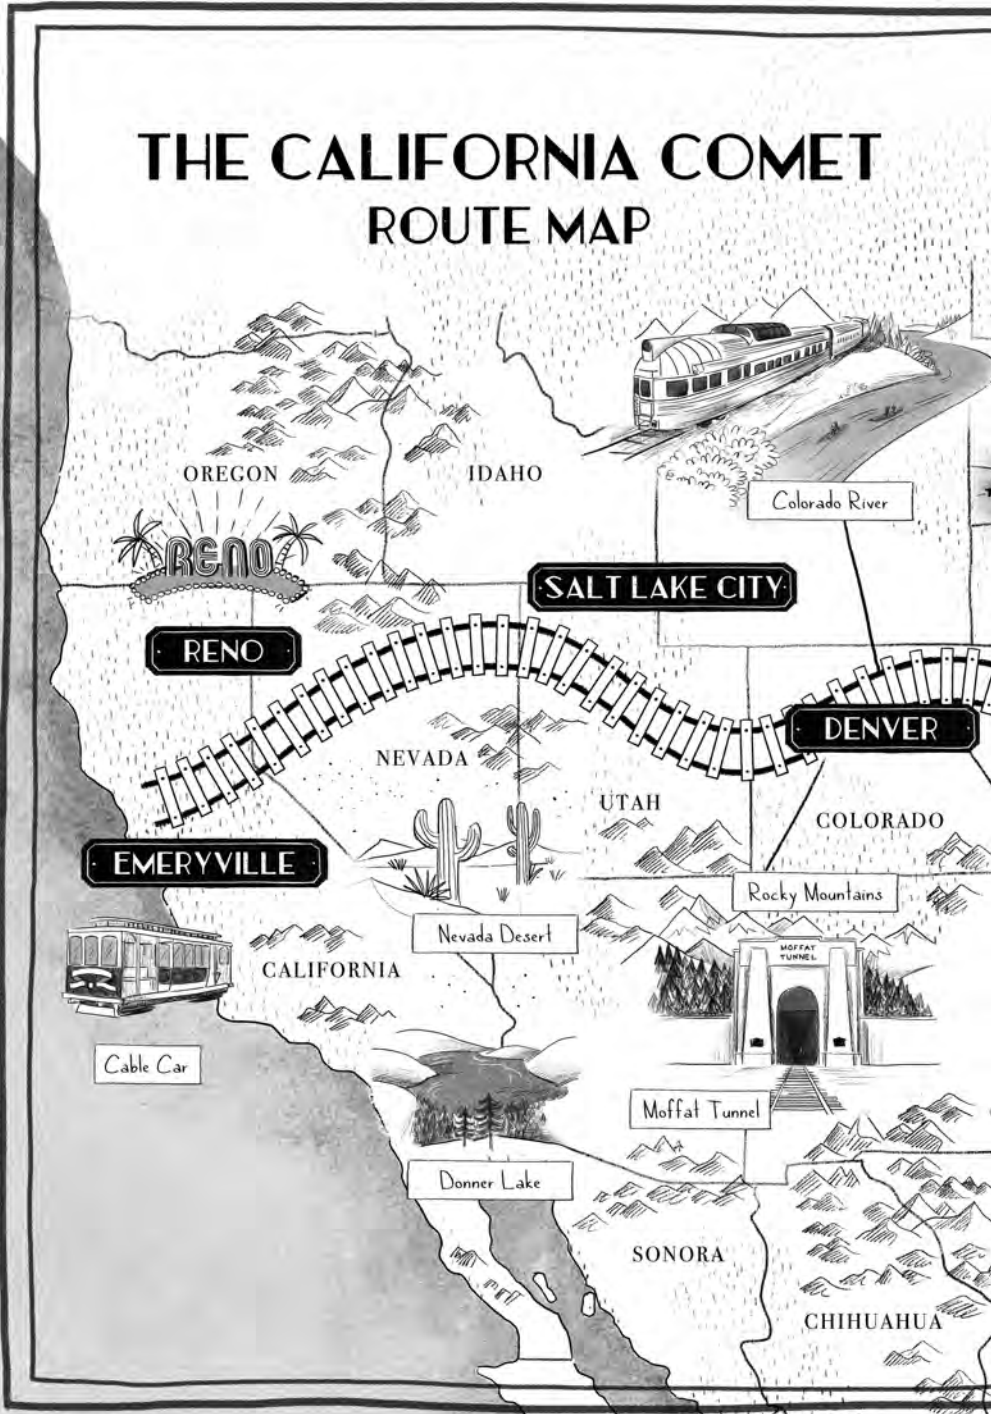 THE CALIFORNIA COMET
ROUTE MAP
OREGON
IDAHO
Colorado River
RENO
SALT LAKE CITY
RENO
DENVER
NEVADA
UTAH
COLORADO
EMERYVILLE
Rocky Mountains
Nevada Desert
MOFFAT
TUNNEL
CALIFORNIA
Cable Car
Moffat Tunnel
Donner Lake
SONORA
CHIHUAHUA